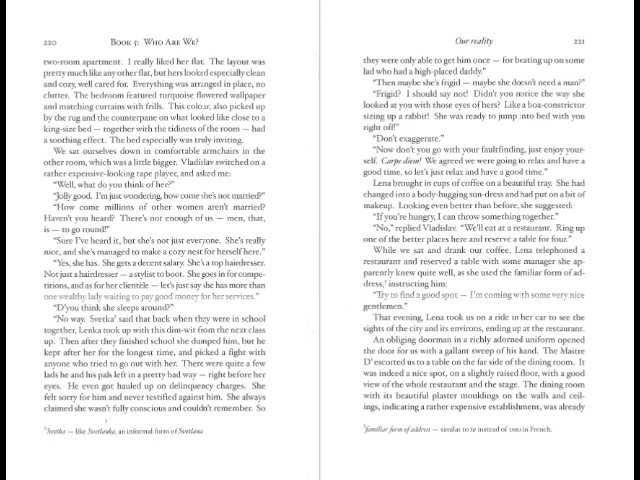 220 BOOK 5: WHO ARE WE?
two-room apartment. I really liked her flat. The layout was
pretty much like any other flat, but hers looked especially clean
and cozy, well cared for. Everything was arranged in place, no
clutter. The bedroom featured turquoise flowered wallpaper
and matching curtains with frills. This colour, also picked up
by the rug and the counterpane on what looked like close to a
king-size bed — together with the tidiness of the room — had
a soothing effect. The bed especially was truly inviting.
We sat ourselves down in comfortable armchairs in the
other room, which was a little bigger. Vladislav switched on a
rather expensive-looking tape player, and asked me:
“Well, what do you think of her?”
“Jolly good. I'm just wondering, how come she's not married?”
“How come millions of other women aren't married?
Haven't you heard? There's not enough of us — men, that,
is — to go round!”
“Sure I've heard it, but she's not just everyone. She's really
nice, and she's managed to make a cozy nest for herself here.”
“Yes, she has. She gets a decent salary. She's a top hairdresser.
Not just a hairdresser — a stylist to boot. She goes in for compe-
titions, and as for her clientèle — let's just say she has more than
one wealthy lady waiting to pay good money for her services.”
“D'you think she sleeps around?”
“No way. Svetka⁷ said that back when they were in school
together, Lenka took up with this dim-wit from the next class
up. Then after they finished school she dumped him, but he
kept after her for the longest time, and picked a fight with
anyone who tried to go out with her. There were quite a few
lads he and his pals left in a pretty bad way — right before her
eyes. He even got hauled up on delinquency charges. She
felt sorry for him and never testified against him. She always
claimed she wasn't fully conscious and couldn't remember. So
⁷Svetka — like Svetlanka, an informal form of Svetlana
Our reality 221
they were only able to get him once — for beating up on some
lad who had a high-placed daddy.”
“Then maybe she's frigid — maybe she doesn't need a man?”
“Frigid? I should say not! Didn't you notice the way she
looked at you with those eyes of hers? Like a boa-constrictor
sizing up a rabbit! She was ready to jump into bed with you
right off!”
“Don't exaggerate.”
“Now don't you go with your faultfinding, just enjoy your-
self. Carpe diem! We agreed we were going to relax and have a
good time, so let's just relax and have a good time.”
Lena brought in cups of coffee on a beautiful tray. She had
changed into a body-hugging sun-dress and had put on a bit of
makeup. Looking even better than before, she suggested:
“If you're hungry, I can throw something together.”
“No,” replied Vladislav. “We'll eat at a restaurant. Ring up
one of the better places here and reserve a table for four.”
While we sat and drank our coffee, Lena telephoned a
restaurant and reserved a table with some manager she ap-
parently knew quite well, as she used the familiar form of ad-
dress, instructing him:
“Try to find a good spot — I'm coming with some very nice
gentlemen.”
That evening, Lena took us on a ride in her car to see the
sights of the city and its environs, ending up at the restaurant.
An obliging doorman in a richly adorned uniform opened
the door for us with a gallant sweep of his hand. The Maitre
D' escorted us to a table on the far side of the dining room. It
was indeed a nice spot, on a slightly raised floor, with a good
view of the whole restaurant and the stage. The dining room
with its beautiful plaster mouldings on the walls and ceil-
ings, indicating a rather expensive establishment, was already
familiar form of address — similar to tu instead of vous in French.